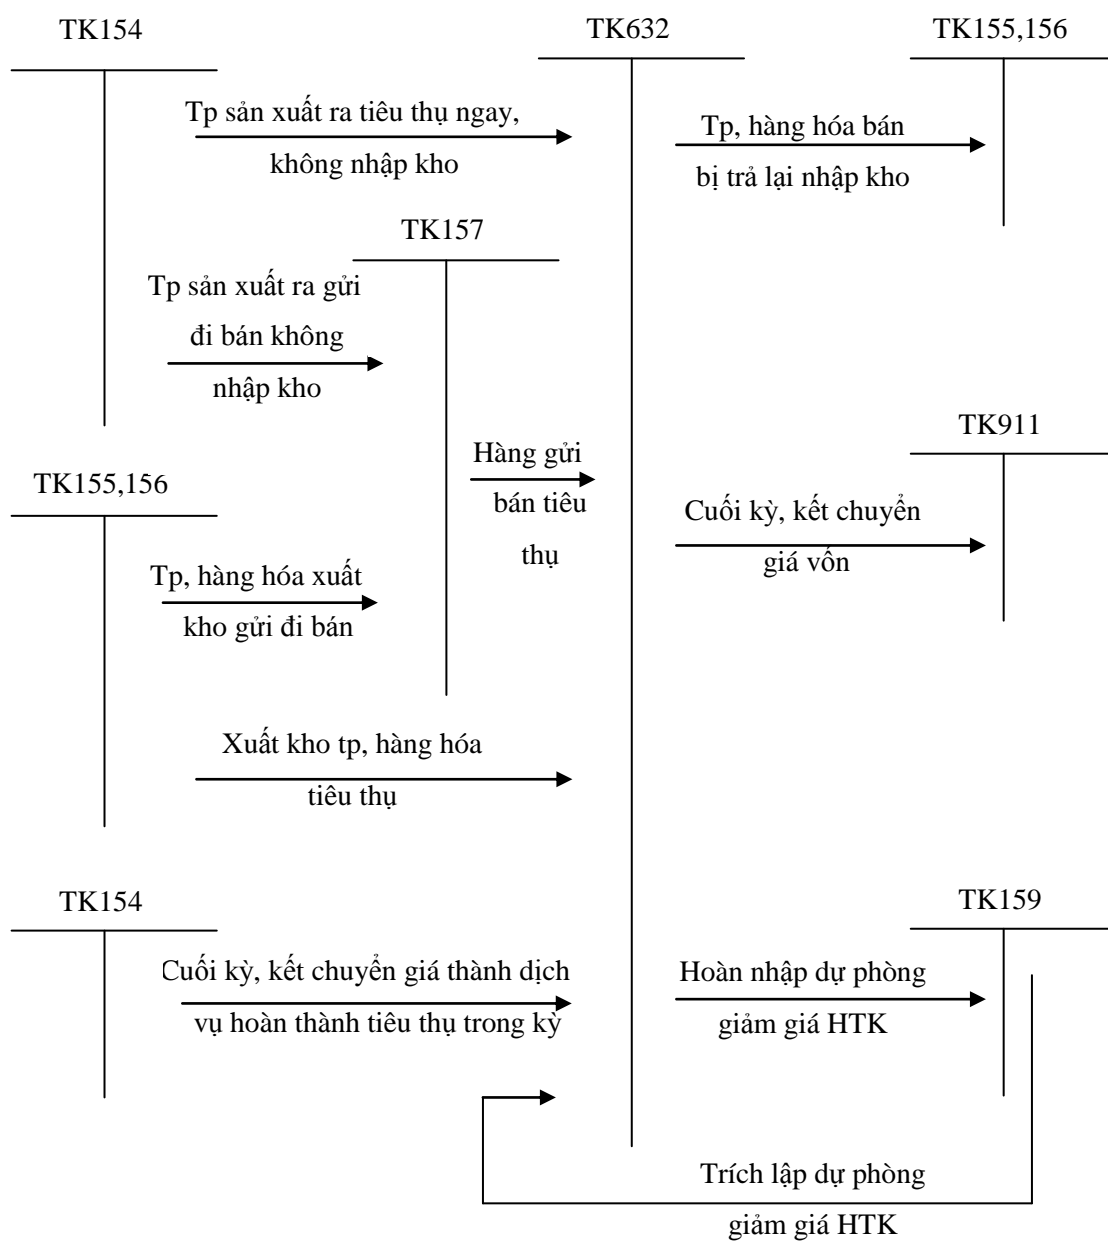 TK154
TK632
TK155,156
Tp sản xuất ra tiêu thụ ngay,
không nhập kho
Tp, hàng hóa bán
bị trả lại nhập kho
TK157
Tp sản xuất ra gửi
đi bán không
nhập kho
TK911
Hàng gửi
bán tiêu
thụ
TK155,156
Cuối kỳ, kết chuyển
giá vốn
Tp, hàng hóa xuất
kho gửi đi bán
Xuất kho tp, hàng hóa
tiêu thụ
TK154
TK159
Cuối kỳ, kết chuyển giá thành dịch
vụ hoàn thành tiêu thụ trong kỳ
Hoàn nhập dự phòng
giảm giá HTK
Trích lập dự phòng
giảm giá HTK